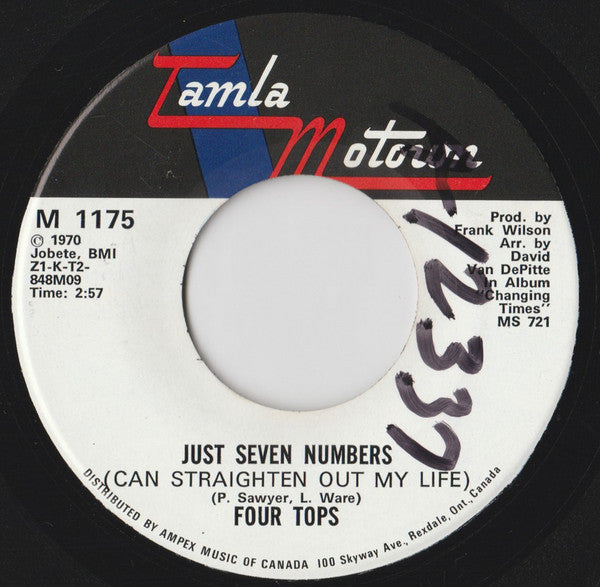 Tamla
Motown
M 1175
© 1970
Jobete, BMI
Z1-K-T2-
848M09
Time: 2:57
Prod. by
Frank Wilson
Arr. by
David
Van DePitte
In Album
"Changing
Times"
MS 721
12337
JUST SEVEN NUMBERS
(CAN STRAIGHTEN OUT MY LIFE)
(P. Sawyer, L. Ware)
FOUR TOPS
DISTRIBUTED BY AMPEX MUSIC OF CANADA 100 Skyway Ave., Rexdale, Ont., Canada